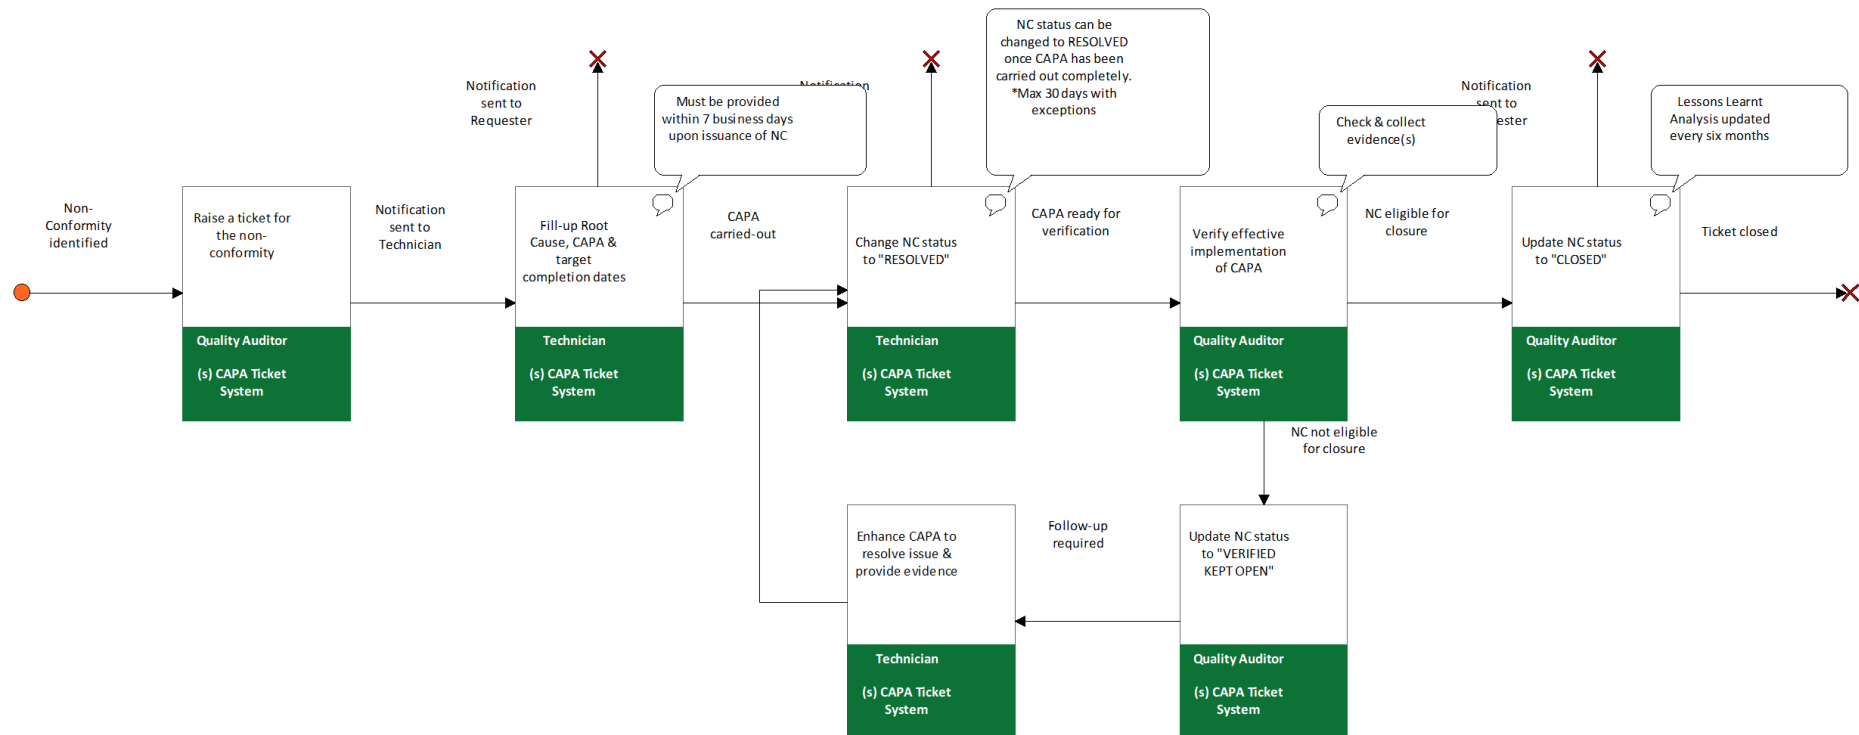 Non-
Conformity
identified
Raise a ticket for
the non-
conformity
Quality Auditor
(s) CAPA Ticket
System
Notification
sent to
Technician
Notification
sent to
Requester
Fill-up Root
Cause, CAPA &
target
completion dates
Technician
(s) CAPA Ticket
System
Must be provided
within 7 business days
upon issuance of NC
CAPA
carried-out
Notification
Change NC status
to "RESOLVED"
Technician
(s) CAPA Ticket
System
NC status can be
changed to RESOLVED
once CAPA has been
carried out completely.
*Max 30 days with
exceptions
CAPA ready for
verification
Verify effective
implementation
of CAPA
Quality Auditor
(s) CAPA Ticket
System
Check & collect
evidence(s)
NC eligible for
closure
Notification
sent to
ester
Update NC status
to "CLOSED"
Quality Auditor
(s) CAPA Ticket
System
Lessons Learnt
Analysis updated
every six months
Ticket closed
NC not eligible
for closure
Update NC status
to "VERIFIED
KEPT OPEN"
Quality Auditor
(s) CAPA Ticket
System
Follow-up
required
Enhance CAPA to
resolve issue &
provide evidence
Technician
(s) CAPA Ticket
System